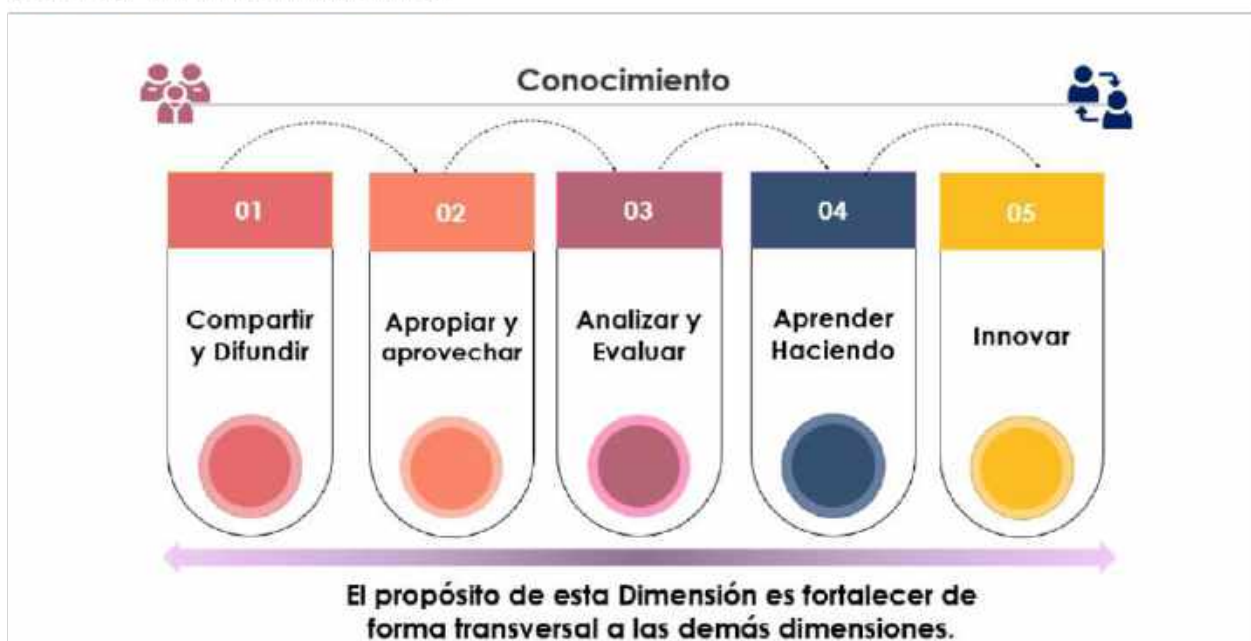 Conocimiento
01
02
03
04
05
Compartir
y Difundir
Apropiar y
aprovechar
Analizar y
Evaluar
Aprender
Haciendo
Innovar
El propósito de esta Dimensión es fortalecer de
forma transversal a las demás dimensiones.